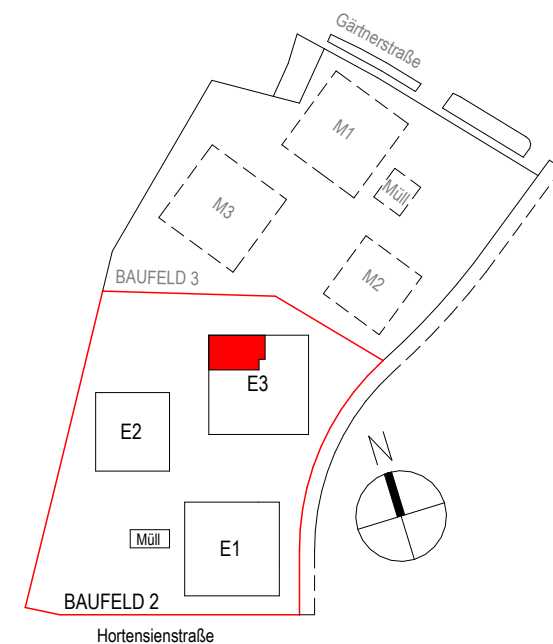 Gärtnerstraße
M1
Müll
M3
M2
BAUFELD 3
E3
E2
N
E1
Müll
BAUFELD 2
Hortensienstraße